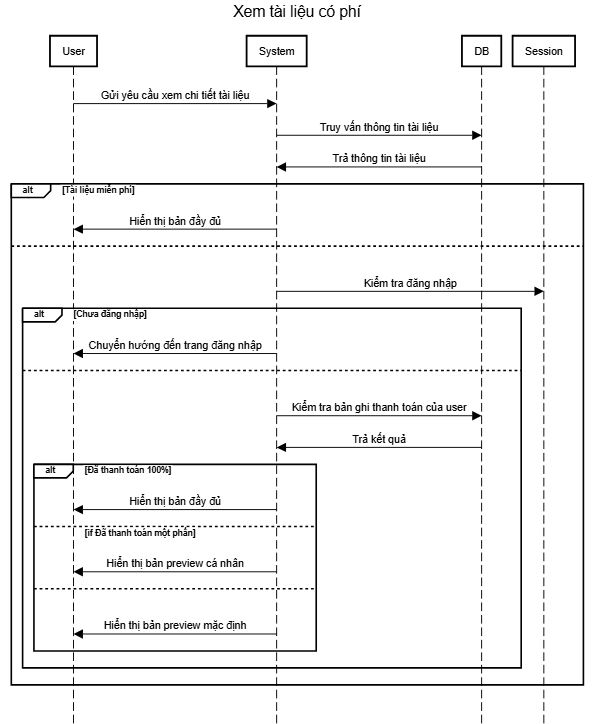 Xem tài liệu có phí
User System DB Session
Gửi yêu cầu xem chi tiết tài liệu
Truy vấn thông tin tài liệu
Trả thông tin tài liệu
alt [Tài liệu miễn phí]
Hiển thị bản đầy đủ
Kiểm tra đăng nhập
alt [Chưa đăng nhập]
Chuyển hướng đến trang đăng nhập
Kiểm tra bản ghi thanh toán của user
Trả kết quả
alt [Đã thanh toán 100%]
Hiển thị bản đầy đủ
[if Đã thanh toán một phần]
Hiển thị bản preview cá nhân
Hiển thị bản preview mặc định